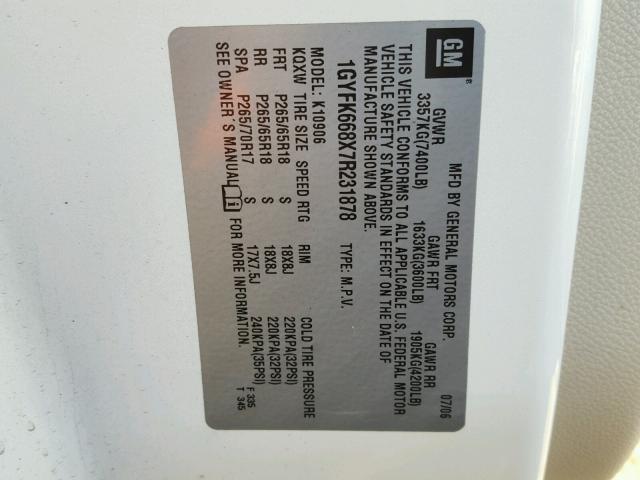 GM ®
MFD BY GENERAL MOTORS CORP. 07/06
GVWR GAWR FRT GAWR RR
3357KG(7400LB) 1633KG(3600LB) 1905KG(4200LB)
THIS VEHICLE CONFORMS TO ALL APPLICABLE U.S. FEDERAL MOTOR
VEHICLE SAFETY STANDARDS IN EFFECT ON THE DATE OF
MANUFACTURE SHOWN ABOVE.
1GYFK668X7R231878 TYPE: M.P.V.
MODEL: K10906
KQXW TIRE SIZE SPEED RTG RIM COLD TIRE PRESSURE
FRT P265/65R18 S 18X8J 220KPA(32PSI)
RR P265/65R18 S 18X8J 220KPA(32PSI)
SPA P265/70R17 S 17X7.5J 240KPA(35PSI)
SEE OWNER'S MANUAL i FOR MORE INFORMATION.
F 335
T 345